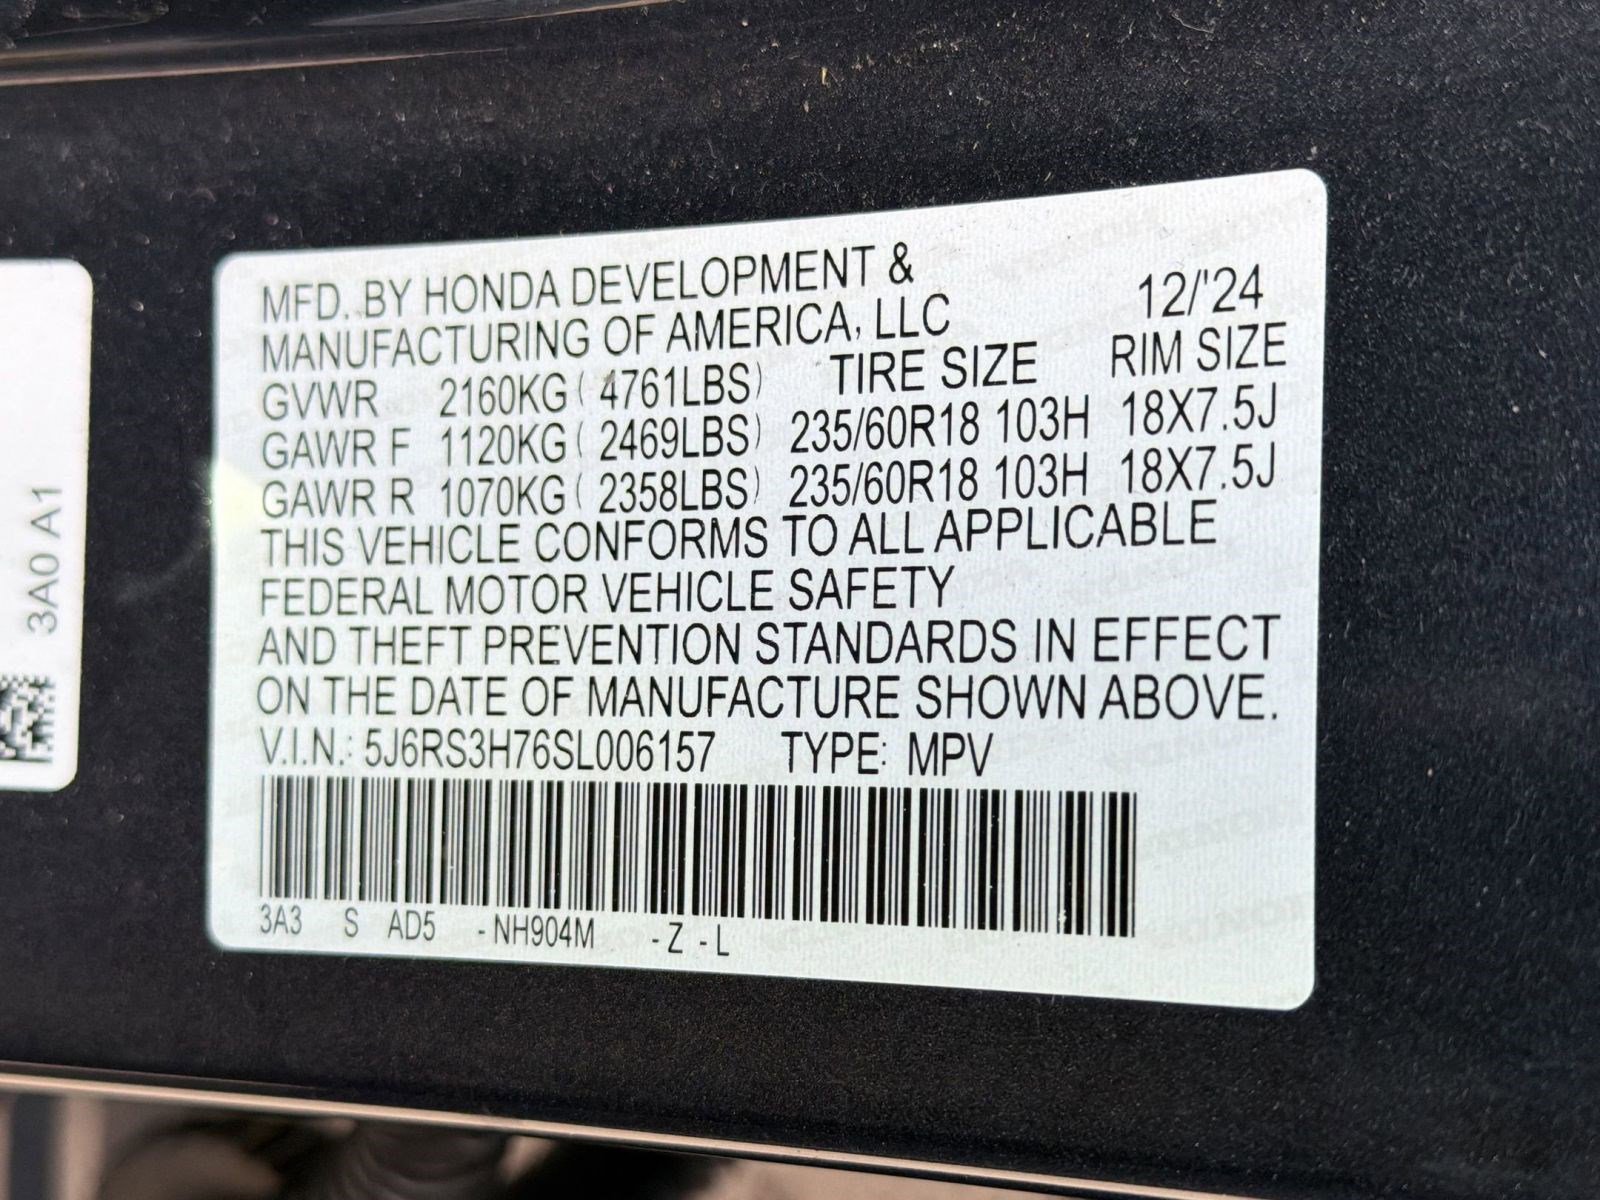 3A0 A1
MFD. BY HONDA DEVELOPMENT &
MANUFACTURING OF AMERICA, LLC 12/'24
GVWR 2160KG ( 4761LBS) TIRE SIZE RIM SIZE
GAWR F 1120KG ( 2469LBS) 235/60R18 103H 18X7.5J
GAWR R 1070KG ( 2358LBS) 235/60R18 103H 18X7.5J
THIS VEHICLE CONFORMS TO ALL APPLICABLE
FEDERAL MOTOR VEHICLE SAFETY
AND THEFT PREVENTION STANDARDS IN EFFECT
ON THE DATE OF MANUFACTURE SHOWN ABOVE.
V.I.N.: 5J6RS3H76SL006157 TYPE: MPV
3A3 S AD5 -NH904M -Z -L